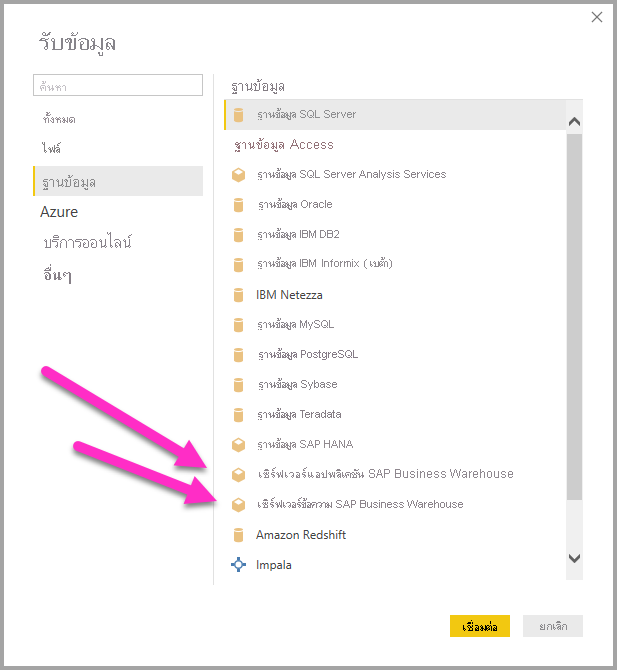 รับข้อมูล
ค้นหา
ทั้งหมด
ไฟล์
ฐานข้อมูล
Azure
บริการออนไลน์
อื่นๆ
ฐานข้อมูล
ฐานข้อมูล SQL Server
ฐานข้อมูล Access
ฐานข้อมูล SQL Server Analysis Services
ฐานข้อมูล Oracle
ฐานข้อมูล IBM DB2
ฐานข้อมูล IBM Informix (เบต้า)
IBM Netezza
ฐานข้อมูล MySQL
ฐานข้อมูล PostgreSQL
ฐานข้อมูล Sybase
ฐานข้อมูล Teradata
ฐานข้อมูล SAP HANA
เซิร์ฟเวอร์แอปพลิเคชัน SAP Business Warehouse
เซิร์ฟเวอร์ข้อความ SAP Business Warehouse
Amazon Redshift
Impala
เชื่อมต่อ
ยกเลิก